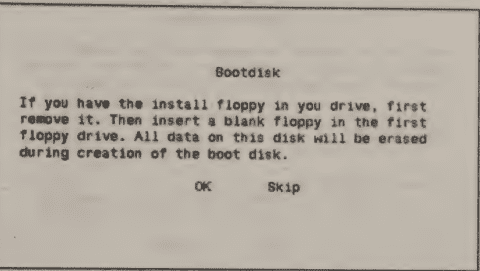 Bootdisk
If you have the install floppy in you drive, first
remove it. Then insert a blank floppy in the first
floppy drive. All data on this disk will be erased
during creation of the boot disk.
OK Skip